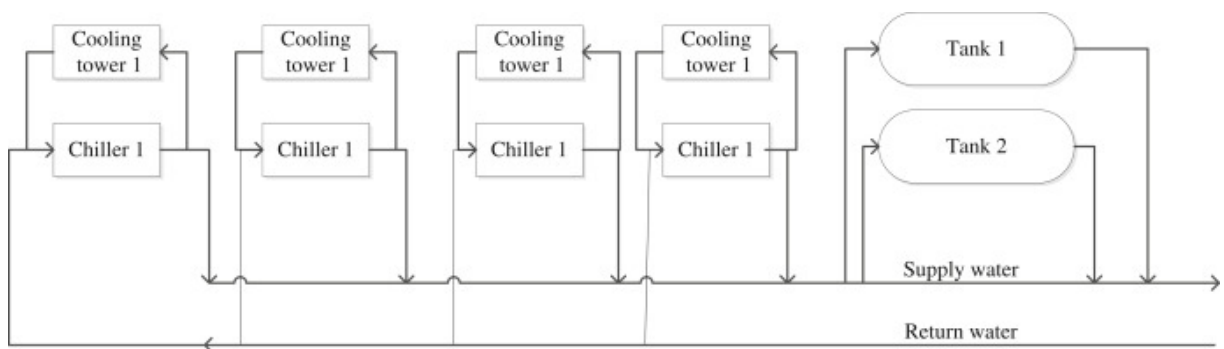 Cooling
tower 1
Cooling
tower 1
Cooling
tower 1
Cooling
tower 1
Tank 1
Chiller 1
Chiller 1
Chiller 1
Chiller 1
Tank 2
Supply water
Return water